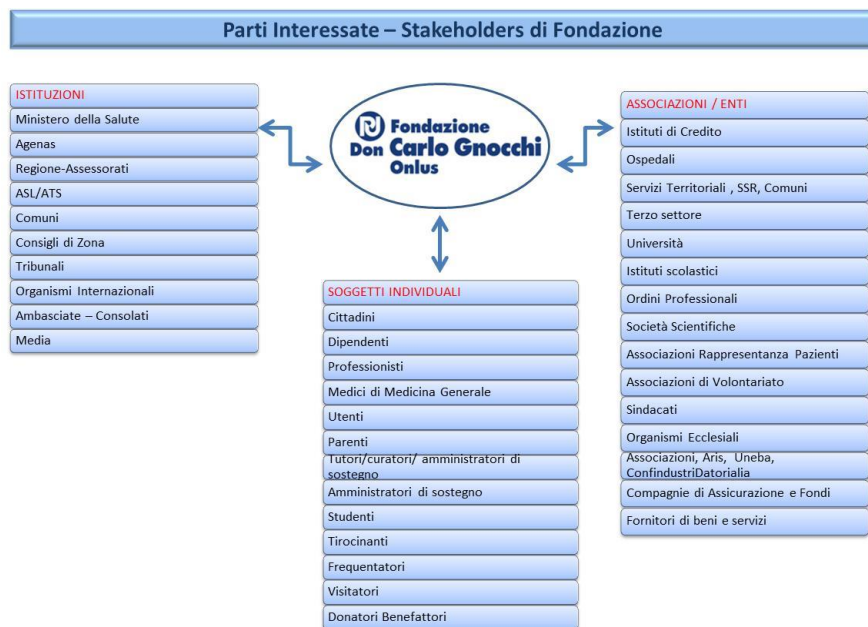 Parti Interessate – Stakeholders di Fondazione
ISTITUZIONI
Ministero della Salute
Agenas
Regione-Assessorati
ASL/ATS
Comuni
Consigli di Zona
Tribunali
Organismi Internazionali
Ambasciate – Consolati
Media
Fondazione
Don Carlo Gnocchi
Onlus
SOGGETTI INDIVIDUALI
Cittadini
Dipendenti
Professionisti
Medici di Medicina Generale
Utenti
Parenti
Tutori/curatori/ amministratori di
sostegno
Amministratori di sostegno
Studenti
Tirocinanti
Frequentatori
Visitatori
Donatori Benefattori
ASSOCIAZIONI / ENTI
Istituti di Credito
Ospedali
Servizi Territoriali , SSR, Comuni
Terzo settore
Università
Istituti scolastici
Ordini Professionali
Società Scientifiche
Associazioni Rappresentanza Pazienti
Associazioni di Volontariato
Sindacati
Organismi Ecclesiali
Associazioni, Aris, Uneba,
ConfindustriDatorialia
Compagnie di Assicurazione e Fondi
Fornitori di beni e servizi